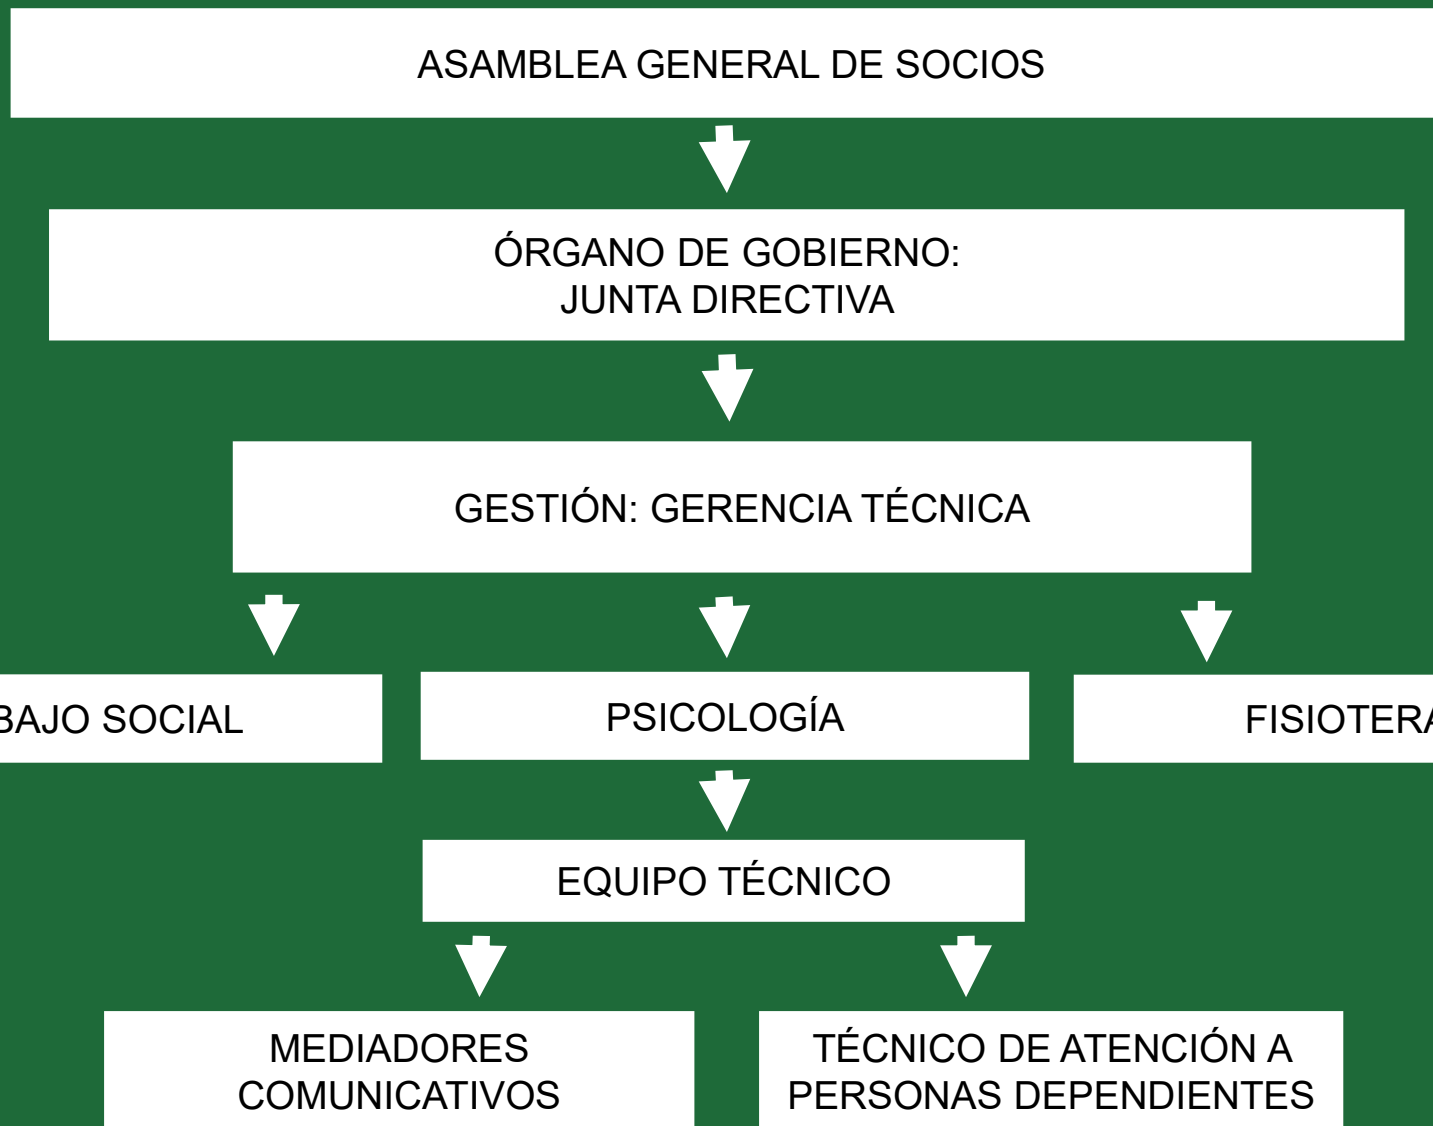 ASAMBLEA GENERAL DE SOCIOS
ÓRGANO DE GOBIERNO:
JUNTA DIRECTIVA
GESTIÓN: GERENCIA TÉCNICA
BAJO SOCIAL
PSICOLOGÍA
FISIOTERA
EQUIPO TÉCNICO
MEDIADORES
COMUNICATIVOS
TÉCNICO DE ATENCIÓN A
PERSONAS DEPENDIENTES